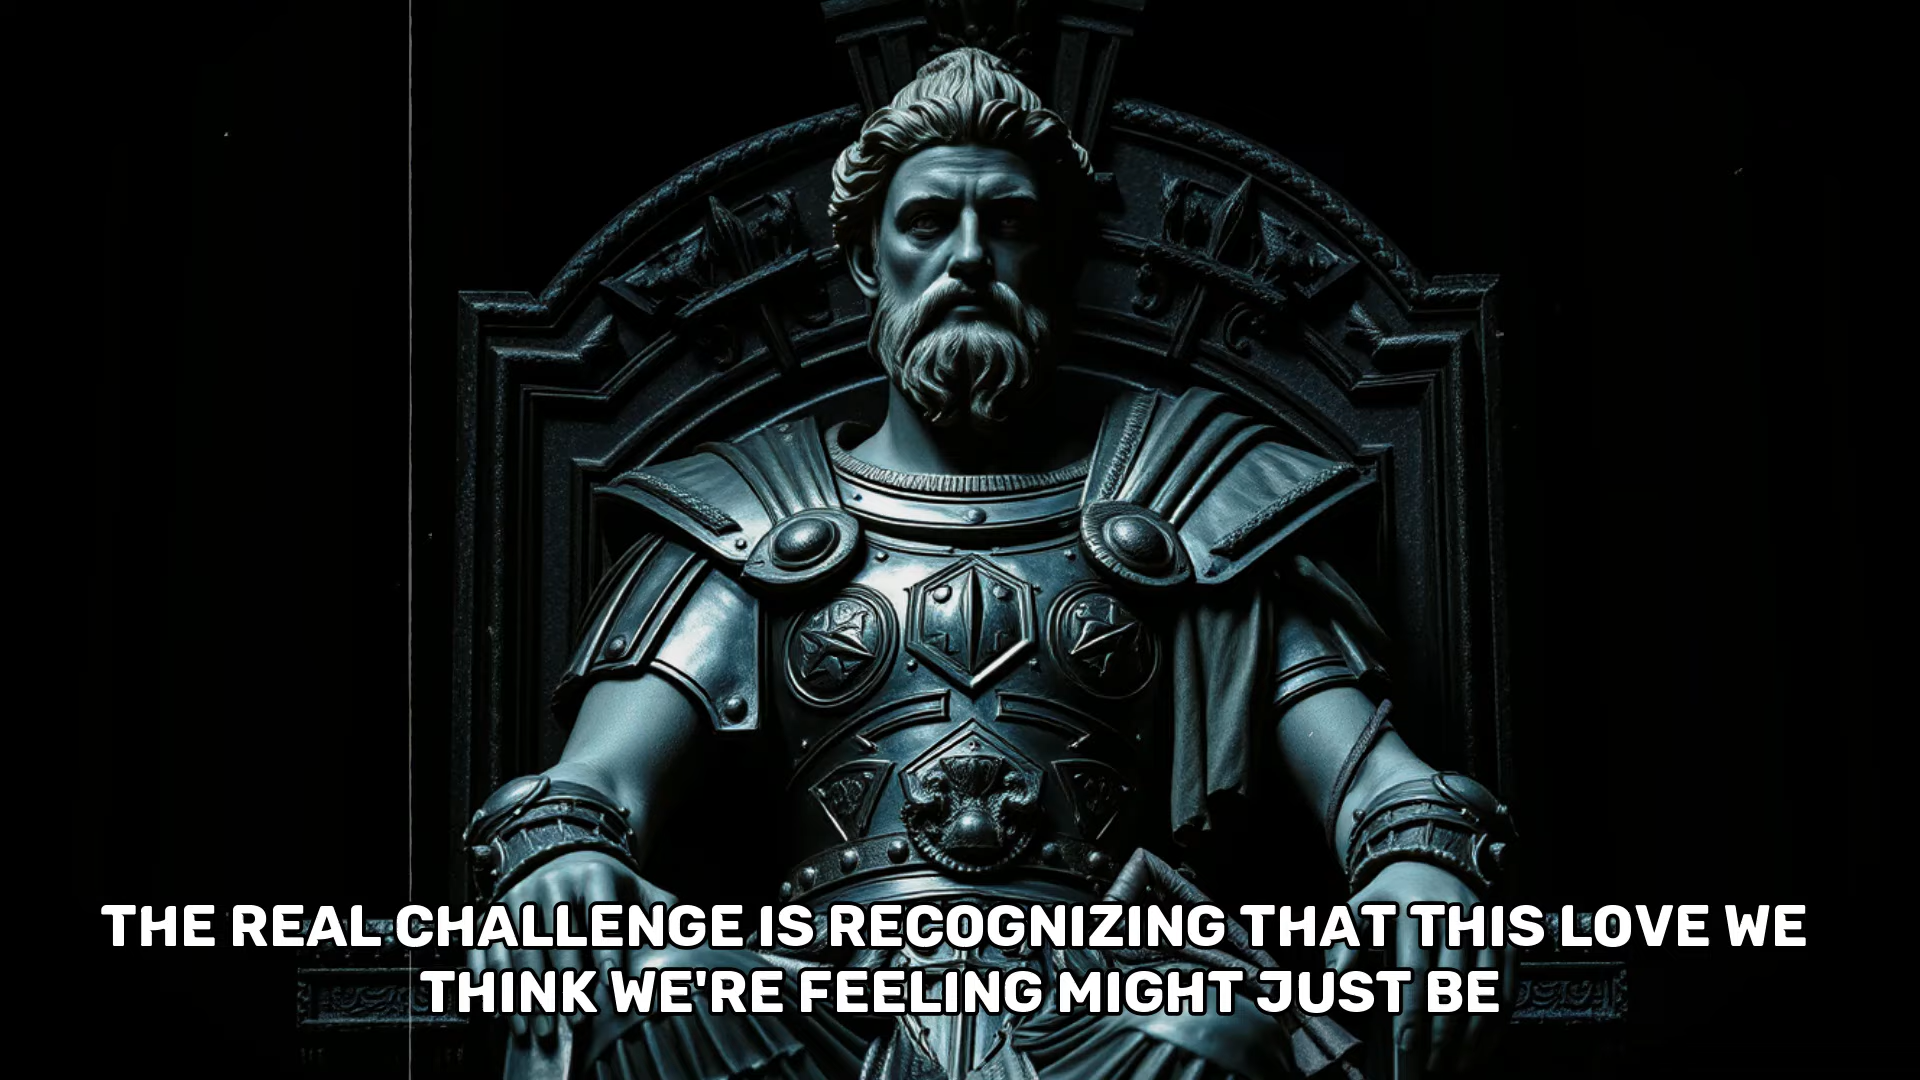 THE REAL CHALLENGE IS RECOGNIZING THAT THIS LOVE WE
THINK WE'RE FEELING MIGHT JUST BE